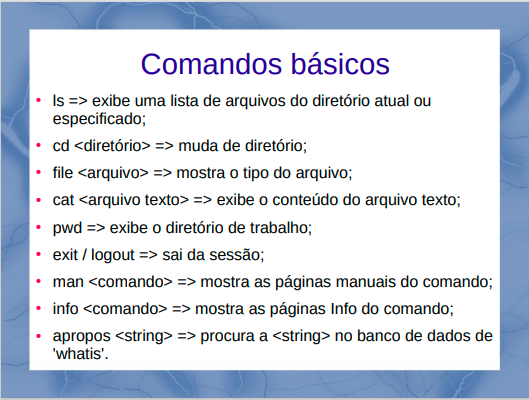 Comandos básicos
ls => exibe uma lista de arquivos do diretório atual ou
especificado;
cd <diretório> => muda de diretório;
file <arquivo> => mostra o tipo do arquivo;
cat <arquivo texto> => exibe o conteúdo do arquivo texto;
pwd => exibe o diretório de trabalho;
exit / logout => sai da sessão;
man <comando> => mostra as páginas manuais do comando;
info <comando> => mostra as páginas Info do comando;
apropos <string> => procura a <string> no banco de dados de
'whatis'.